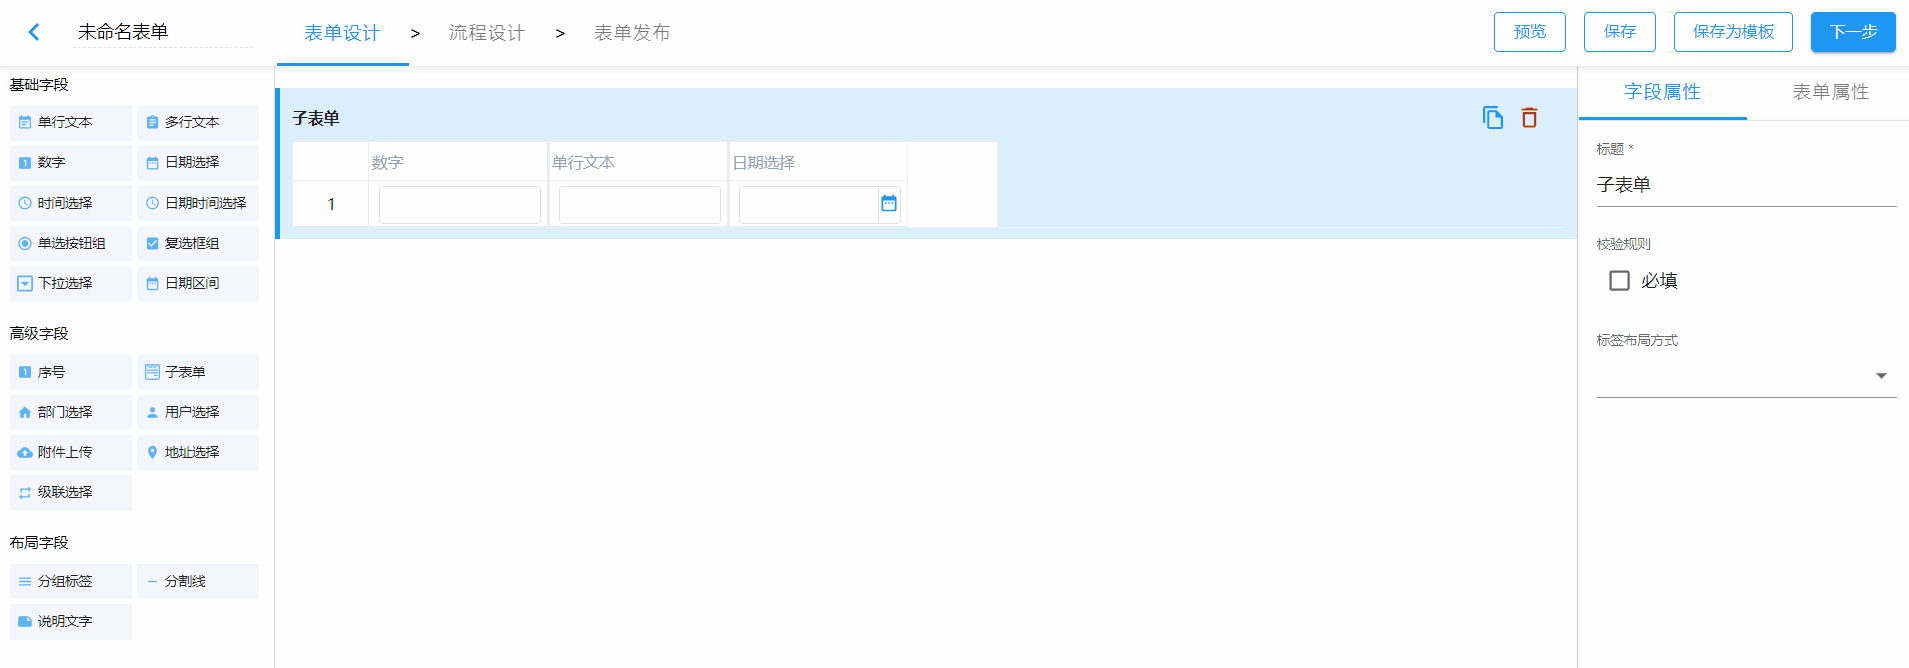 未命名表单
表单设计 > 流程设计 > 表单发布
预览 保存 保存为模板 下一步
基础字段
单行文本 多行文本
数字 日期选择
时间选择 日期时间选择
单选按钮组 复选框组
下拉选择 日期区间
高级字段
序号 子表单
部门选择 用户选择
附件上传 地址选择
级联选择
布局字段
分组标签 分割线
说明文字
子表单
数字 单行文本 日期选择
1
字段属性 表单属性
标题 *
子表单
校验规则
必填
标签布局方式